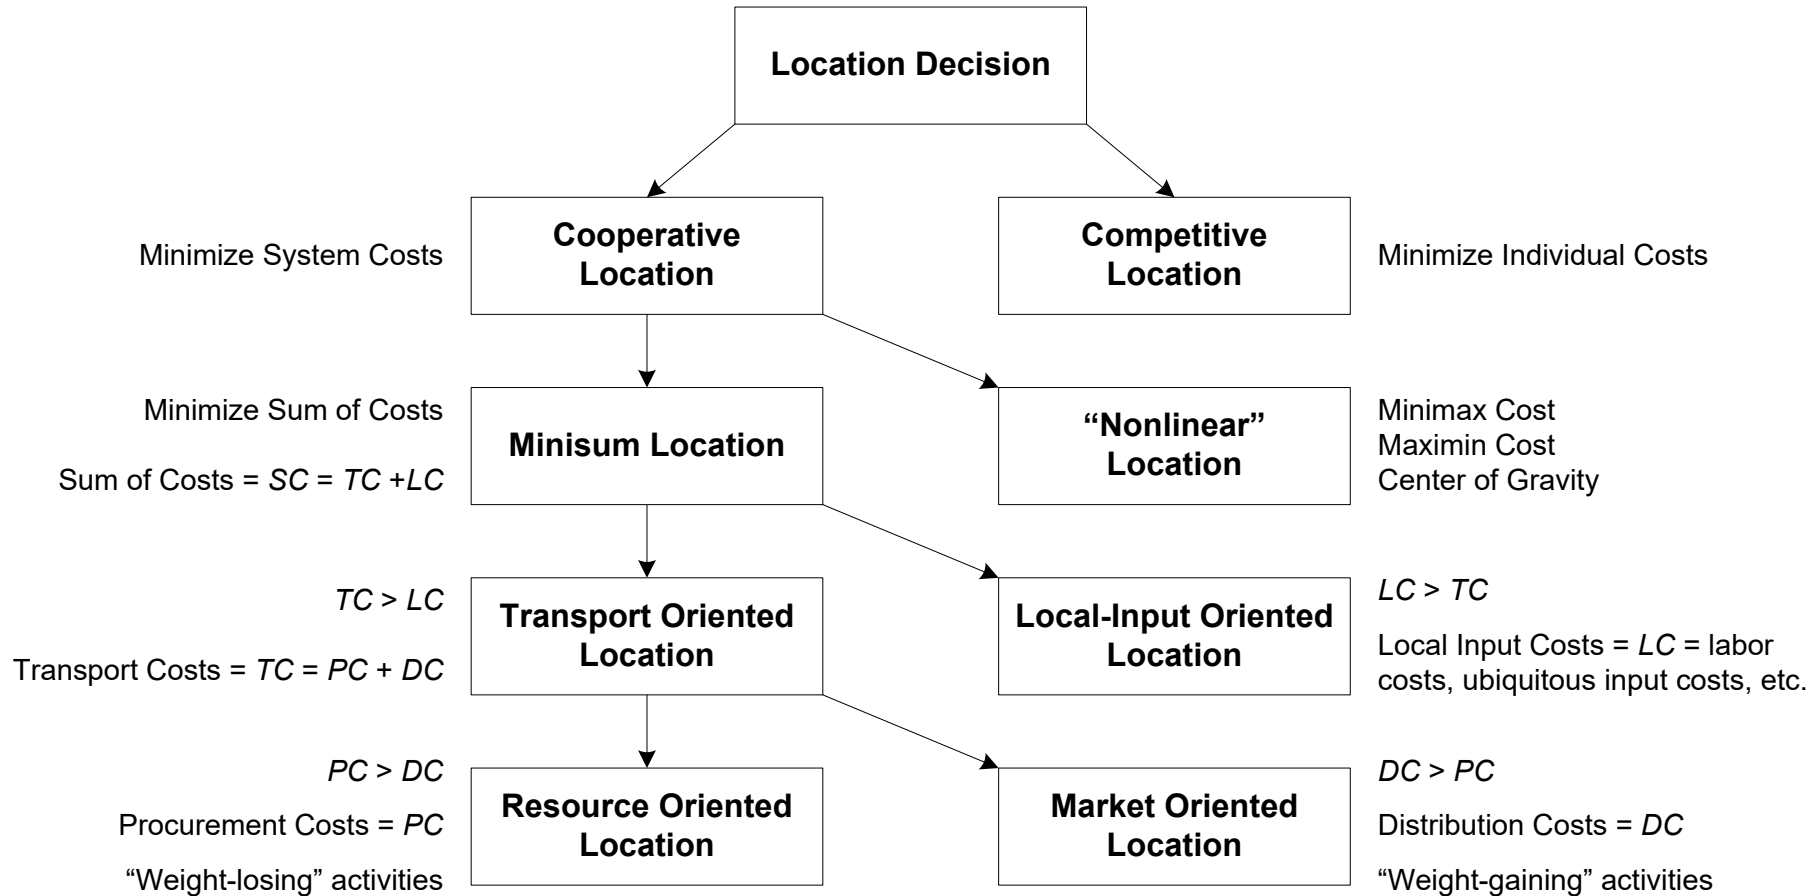 Location Decision
Minimize System Costs
Cooperative
Location
Competitive
Location
Minimize Individual Costs
Minimize Sum of Costs
Sum of Costs = SC = TC +LC
Minisum Location
“Nonlinear”
Location
Minimax Cost
Maximin Cost
Center of Gravity
TC > LC
Transport Costs = TC = PC + DC
Transport Oriented
Location
Local-Input Oriented
Location
LC > TC
Local Input Costs = LC = labor
costs, ubiquitous input costs, etc.
PC > DC
Procurement Costs = PC
“Weight-losing” activities
Resource Oriented
Location
Market Oriented
Location
DC > PC
Distribution Costs = DC
“Weight-gaining” activities